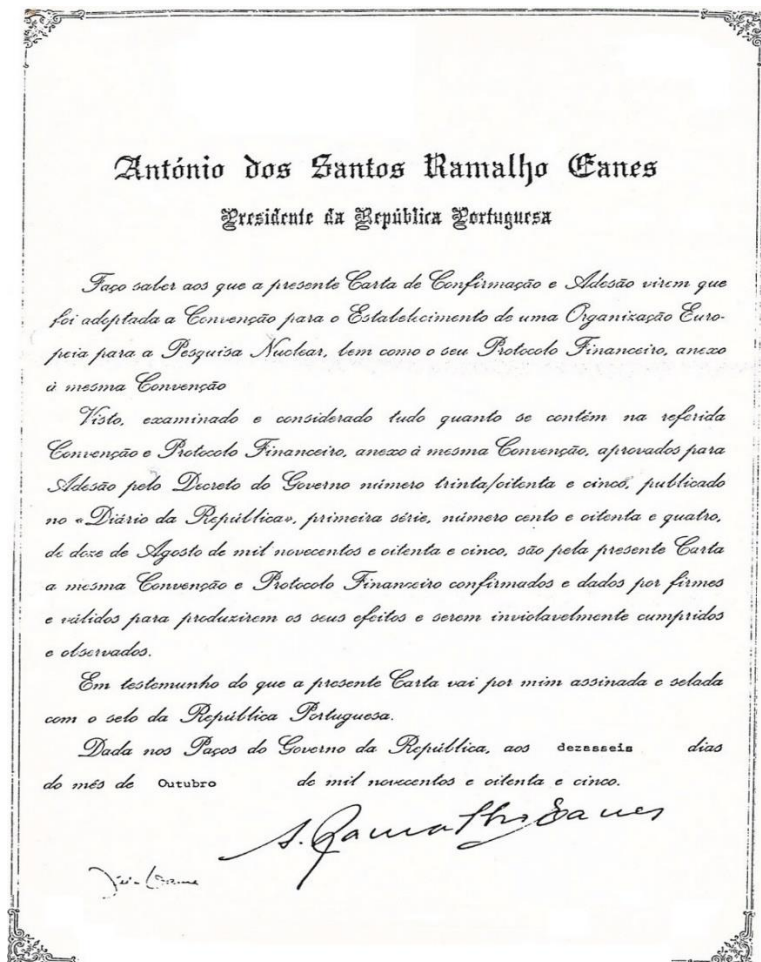 António dos Santos Ramalho Eanes
Presidente da República Portuguesa
Faço saber aos que a presente Carta de Confirmação e Adesão virem que
foi adoptada a Convenção para o Estabelecimento de uma Organização Euro-
peia para a Pesquisa Nuclear, bem como o seu Protocolo Financeiro, anexo
à mesma Convenção
Visto, examinado e considerado tudo quanto se contém na referida
Convenção e Protocolo Financeiro, anexo à mesma Convenção, aprovados para
Adesão pelo Decreto do Governo número trinta/oitenta e cinco, publicado
no «Diário da República», primeira série, número cento e oitenta e quatro,
de doze de Agosto de mil novecentos e oitenta e cinco, são pela presente Carta
a mesma Convenção e Protocolo Financeiro confirmados e dados por firmes
e válidos para produzirem os seus efeitos e serem inviolavelmente cumpridos
e observados.
Em testemunho do que a presente Carta vai por mim assinada e selada
com o selo da República Portuguesa.
Dada nos Paços do Governo da República, aos dezasseis dias
do mês de Outubro de mil novecentos e oitenta e cinco.
A. Ramalho Eanes